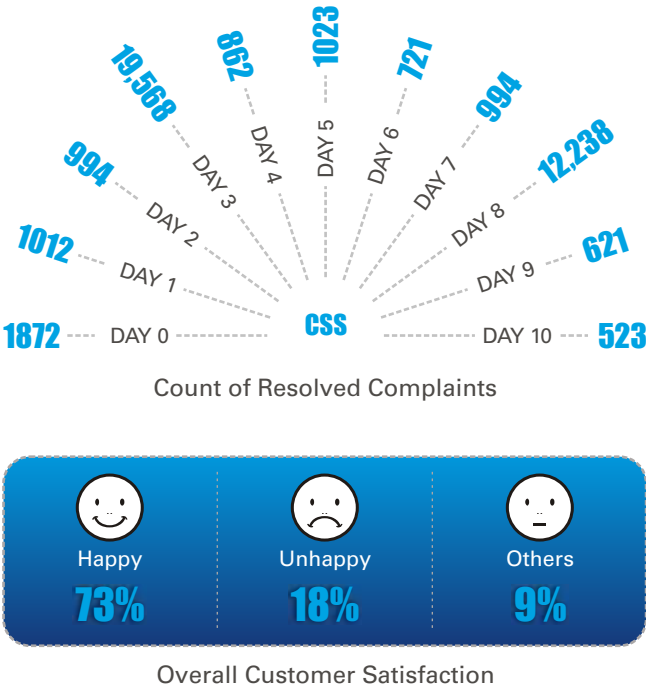 1872 DAY 0
1012 DAY 1
994 DAY 2
19,568 DAY 3
862 DAY 4
1023 DAY 5
721 DAY 6
994 DAY 7
12,238 DAY 8
621 DAY 9
523 DAY 10
CSS
Count of Resolved Complaints
Happy Unhappy Others
73% 18% 9%
Overall Customer Satisfaction